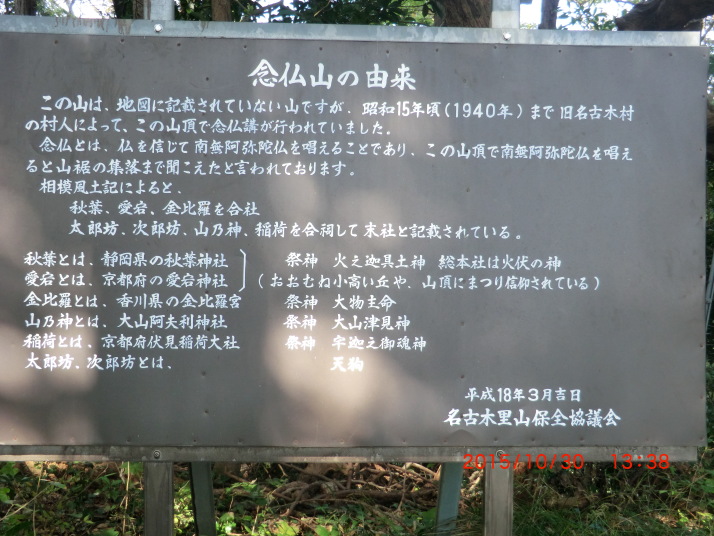 念仏山の由来
この山は、地図に記載されていない山ですが、昭和15年頃(1940年)まで旧名古木村
の村人によって、この山頂で念仏講が行われていました。
念仏とは、仏を信じて南無阿弥陀仏を唱えることであり、この山頂で南無阿弥陀仏を唱え
ると山裾の集落まで聞こえたと言われております。
相模風土記によると、
秋葉、愛宕、金比羅を合社
太郎坊、次郎坊、山乃神、稲荷を合祠して末社と記載されている。
秋葉とは、静岡県の秋葉神社 祭神 火之迦具土神 総本社は火伏の神
愛宕とは、京都府の愛宕神社 (おおむね小高い丘や、山頂にまつり信仰されている)
金比羅とは、香川県の金比羅宮 祭神 大物主命
山乃神とは、大山阿夫利神社 祭神 大山津見神
稲荷とは、京都府伏見稲荷大社 祭神 宇迦之御魂神
太郎坊、次郎坊とは、 天狗
平成18年3月吉日
名古木里山保全協議会
2015/10/30 13:38